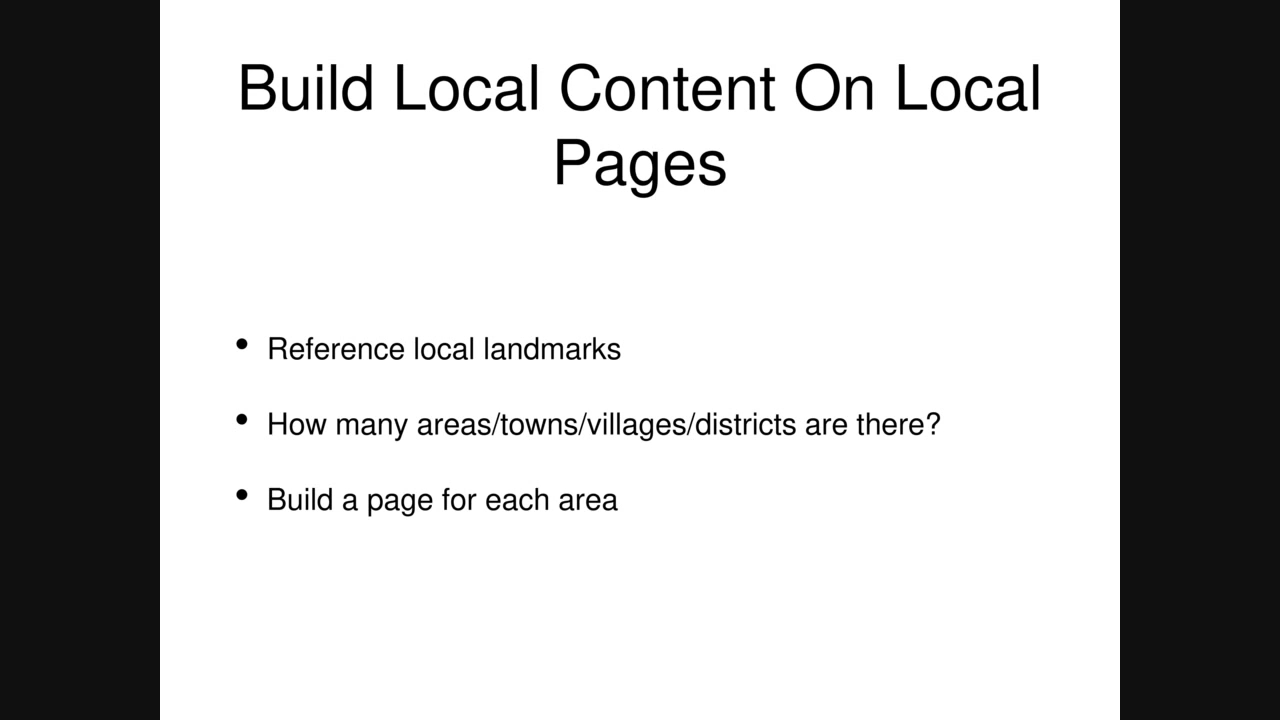 Build Local Content On Local
Pages
• Reference local landmarks
• How many areas/towns/villages/districts are there?
• Build a page for each area